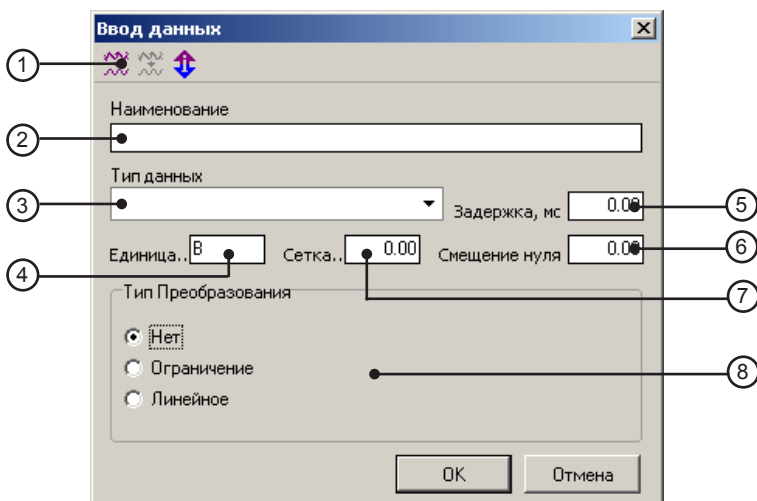 Ввод данных
1
Наименование
2
Тип данных
3
Задержка, мс 0.00
5
Единица.. В Сетка.. 0.00 Смещение нуля 0.00
6
4
7
Тип Преобразования
Нет
Ограничение
8
Линейное
OK Отмена